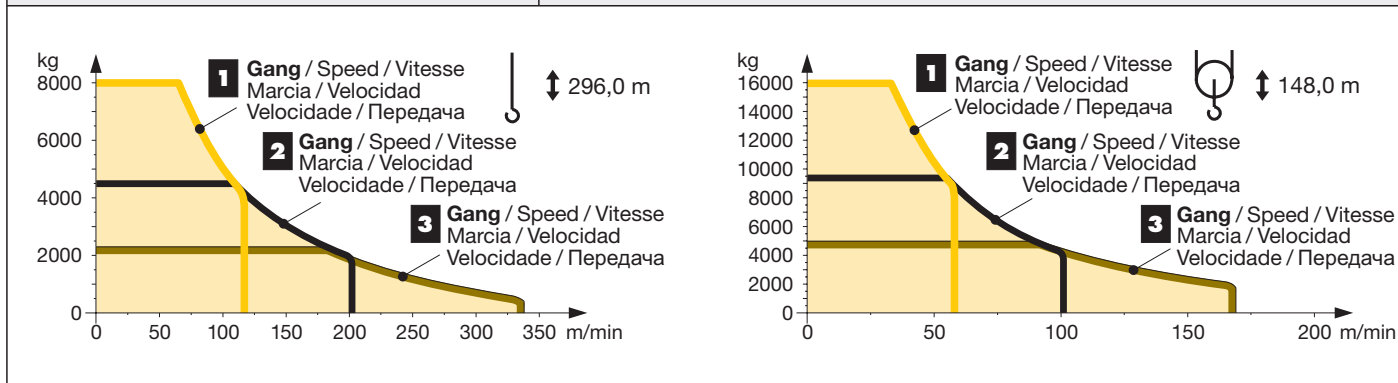 kg
8000
6000
4000
2000
0
0 50 100 150 200 250 300 350 m/min
1 Gang / Speed / Vitesse
Marcia / Velocidad
Velocidade / Передача
296,0 m
2 Gang / Speed / Vitesse
Marcia / Velocidad
Velocidade / Передача
3 Gang / Speed / Vitesse
Marcia / Velocidad
Velocidade / Передача
kg
16000
14000
12000
10000
8000
6000
4000
2000
0
0 50 100 150 200 m/min
1 Gang / Speed / Vitesse
Marcia / Velocidad
Velocidade / Передача
148,0 m
2 Gang / Speed / Vitesse
Marcia / Velocidad
Velocidade / Передача
3 Gang / Speed / Vitesse
Marcia / Velocidad
Velocidade / Передача